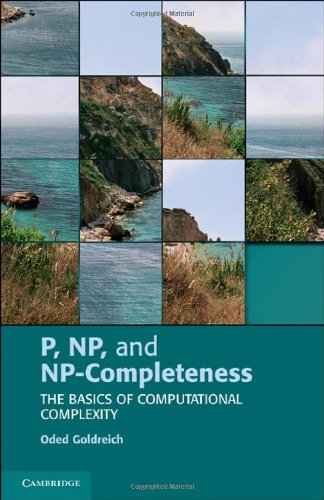 P, NP, and
NP-Completeness
THE BASICS OF COMPUTATIONAL
COMPLEXITY
Oded Goldreich
CAMBRIDGE